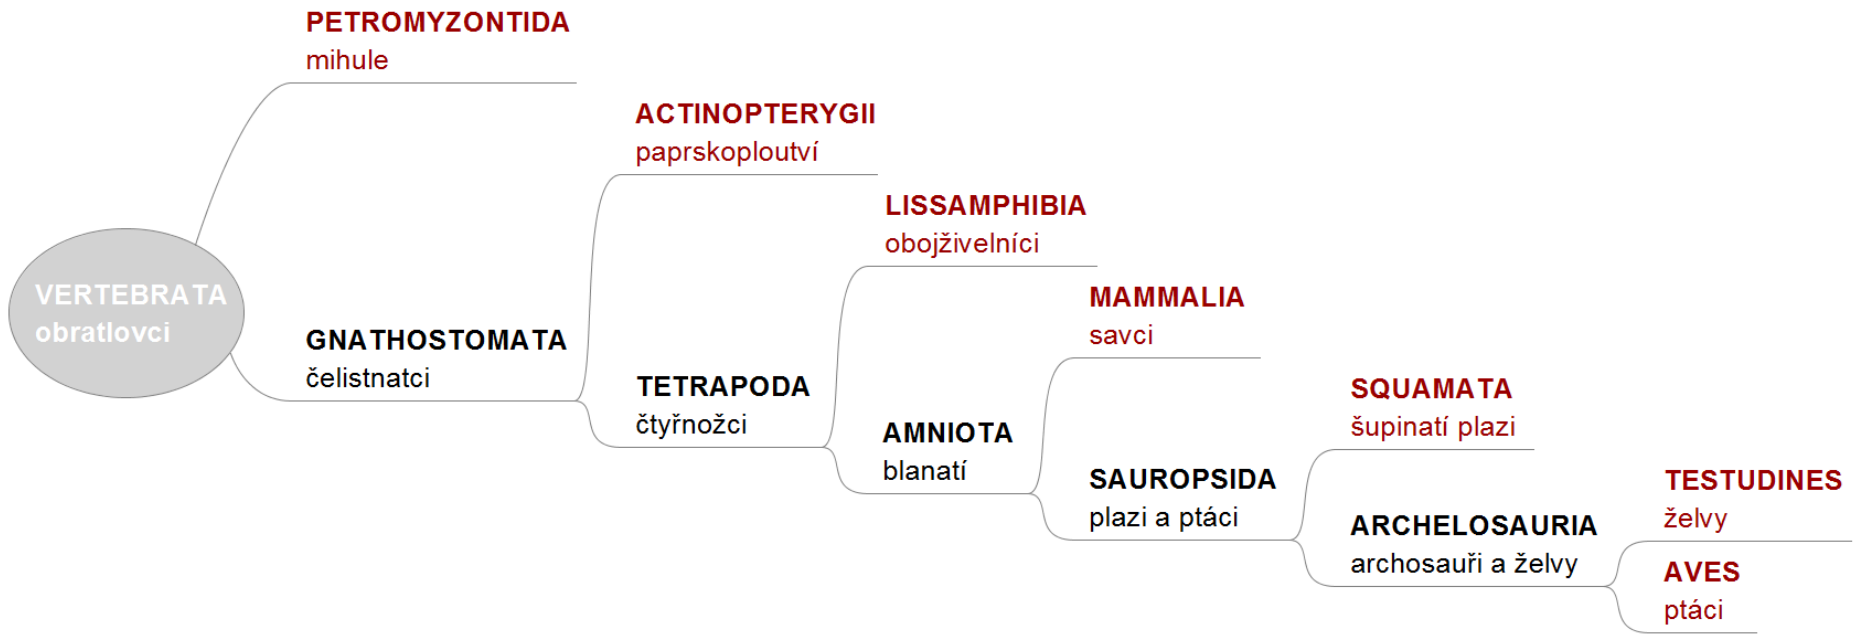 PETROMYZONTIDA
mihule
ACTINOPTERYGII
paprskoploutví
LISSAMPHIBIA
obojživelníci
VERTEBRATA
obratlovci
MAMMALIA
savci
GNATHOSTOMATA
čelistnatci
TETRAPODA
čtyřnožci
SQUAMATA
šupinatí plazi
AMNIOTA
blanatí
SAUROPSIDA
plazi a ptáci
TESTUDINES
želvy
ARCHELOSAURIA
archosauři a želvy
AVES
ptáci